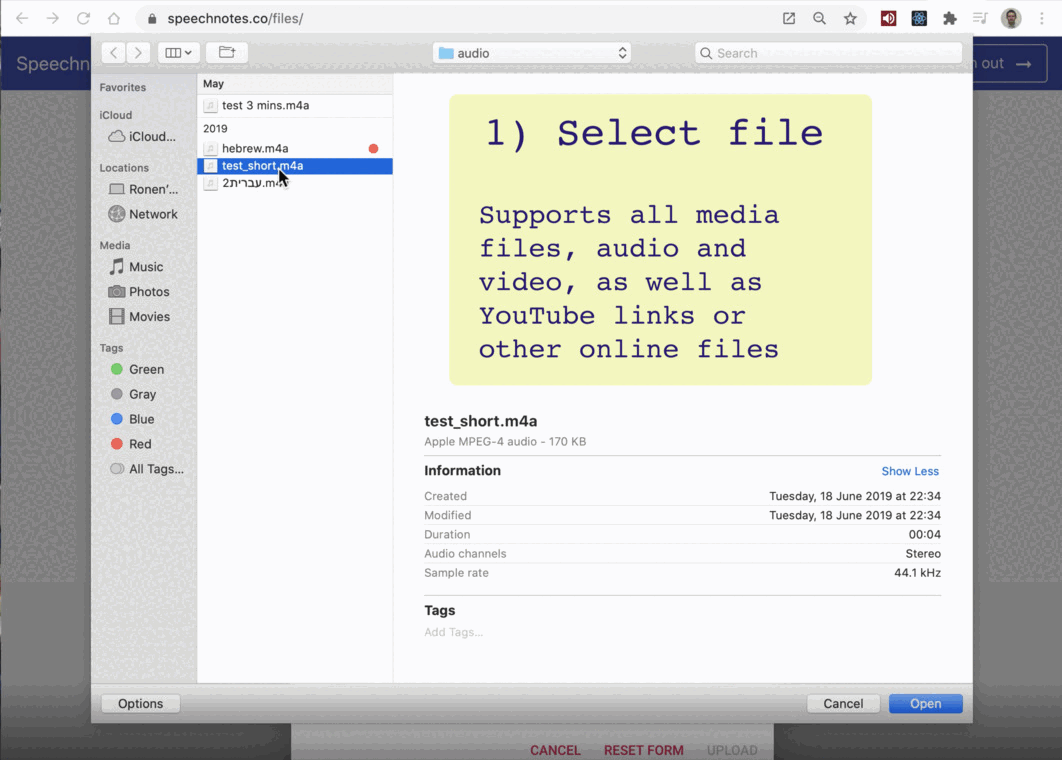 speechnotes.co/files/
Speechn
audio
Search
out
Favorites
iCloud
iCloud...
Locations
Ronen'...
Network
Media
Music
Photos
Movies
Tags
Green
Gray
Blue
Red
All Tags...
May
test 3 mins.m4a
2019
hebrew.m4a
test_short.m4a
עברית2.m4a
1) Select file
Supports all media
files, audio and
video, as well as
YouTube links or
other online files
test_short.m4a
Apple MPEG-4 audio - 170 KB
Information
Show Less
Created Tuesday, 18 June 2019 at 22:34
Modified Tuesday, 18 June 2019 at 22:34
Duration 00:04
Audio channels Stereo
Sample rate 44.1 kHz
Tags
Add Tags...
Options
Cancel
Open
CANCEL
RESET FORM
UPLOAD